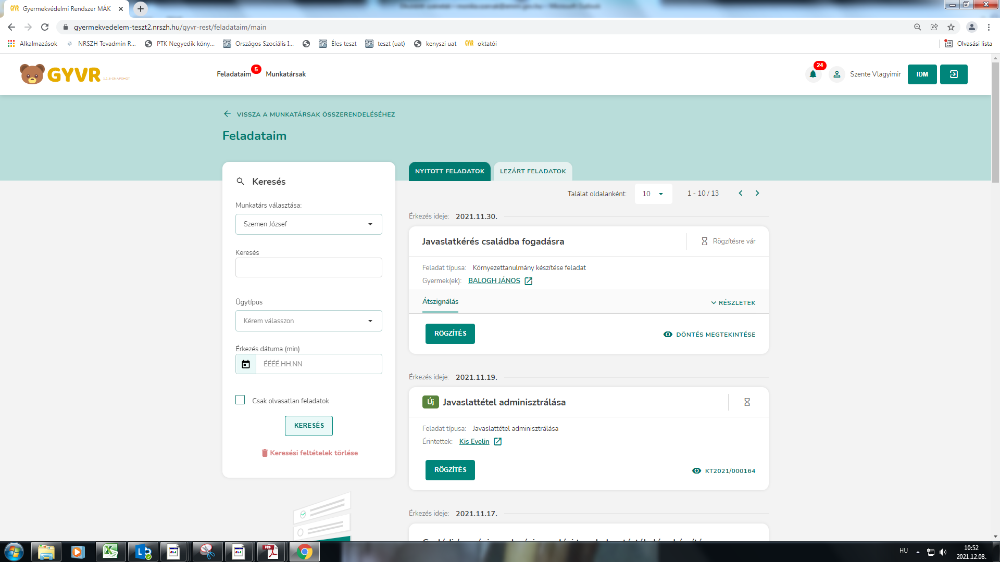 Gyermekvédelmi Rendszer MÁK
gyermekvedelem-teszt2.nrszh.hu/gyvr-rest/feladataim/main
Alkalmazások NRSZH Tevadmin R... PTK Negyedik köny... Országos Szociális I... Éles teszt teszt (uat) kenyszi uat GYVR oktatói Olvasási lista
GYVR 1.1.5-SNAPSHOT Feladataim 5 Munkatársak 24 Szente Vlagyimir IDM
VISSZA A MUNKATÁRSAK ÖSSZERENDELÉSÉHEZ
Feladataim
Keresés
Munkatárs választása:
Szemen József
Keresés
Ügytípus
Kérem válasszon
Érkezés dátuma (min)
ÉÉÉÉ.HH.NN
Csak olvasatlan feladatok
KERESÉS
Keresési feltételek törlése
NYITOTT FELADATOK LEZÁRT FELADATOK
Találat oldalanként: 10 1 - 10 / 13
Érkezés ideje: 2021.11.30.
Javaslatkérés családba fogadásra Rögzítésre vár
Feladat típusa: Környezettanulmány készítése feladat
Gyermek(ek): BALOGH JÁNOS
Átszignálás RÉSZLETEK
RÖGZÍTÉS DÖNTÉS MEGTEKINTÉSE
Érkezés ideje: 2021.11.19.
Új Javaslattétel adminisztrálása
Feladat típusa: Javaslattétel adminisztrálása
Érintettek: Kis Evelin
RÖGZÍTÉS KT2021/000164
Érkezés ideje: 2021.11.17.
HU 10:52
2021.12.08.